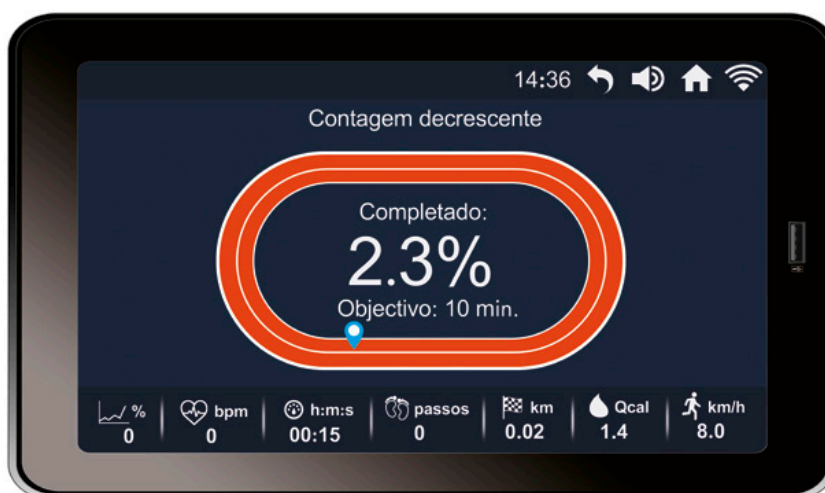 14:36
Contagem decrescente
Completado:
2.3%
Objectivo: 10 min.
% bpm h:m:s passos km Qcal km/h
0 0 00:15 0 0.02 1.4 8.0